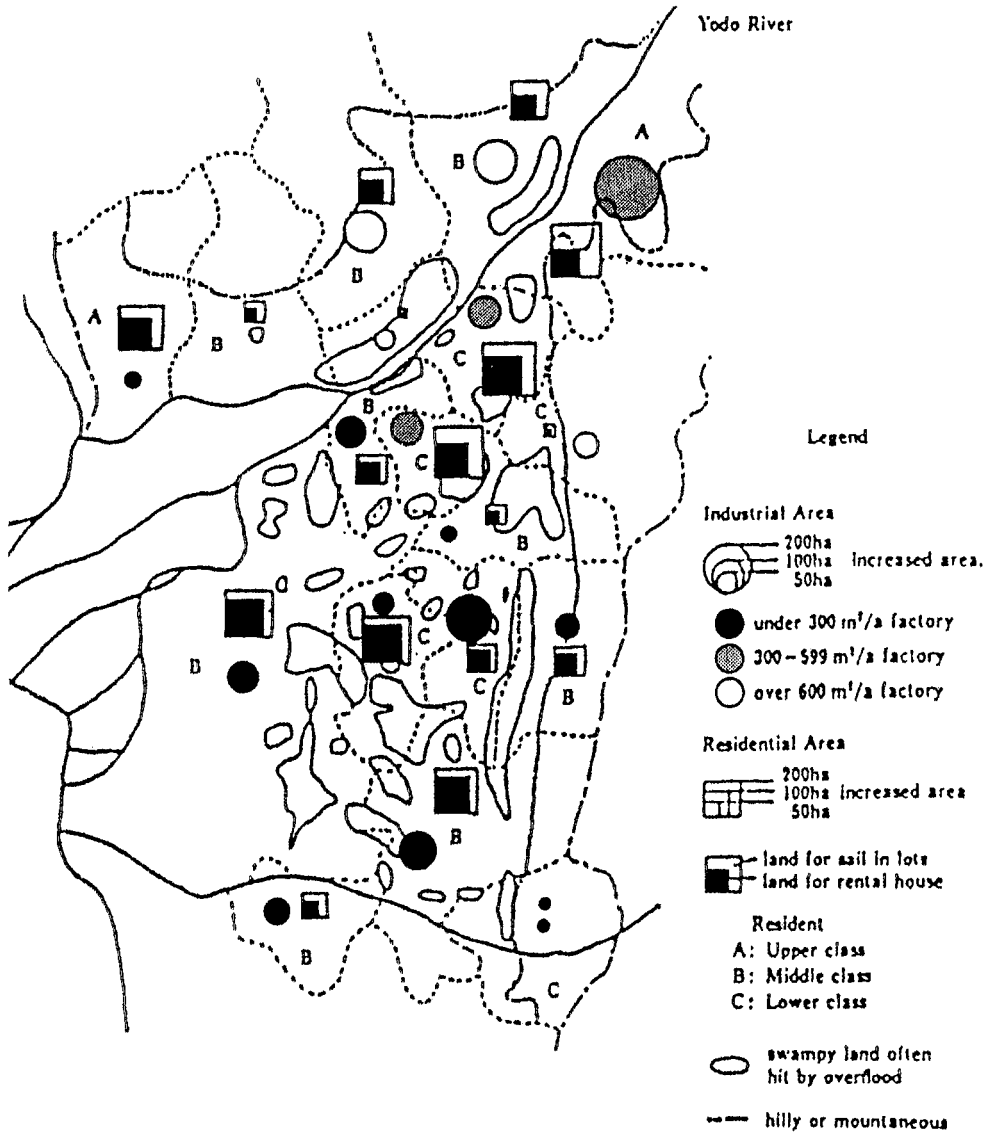 Yodo River
A
B
B
A
B
C
B
C
C
B
C
B
C
B
B
B
C
Legend
Industrial Area
200ha
100ha increased area.
50ha
under 300 m²/a factory
300-599 m²/a factory
over 600 m²/a factory
Residential Area
200ha
100ha increased area
50ha
land for sail in lots
land for rental house
Resident
A: Upper class
B: Middle class
C: Lower class
swampy land often
hit by overflood
hilly or mountaneous